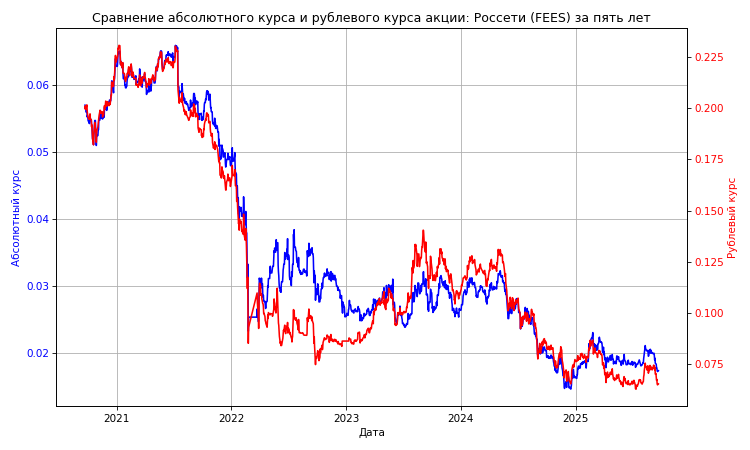 Сравнение абсолютного курса и рублевого курса акции: Россети (FEES) за пять лет
Абсолютный курс
0.06
0.05
0.04
0.03
0.02
0.225
0.200
0.175
0.150
0.125
0.100
0.075
Рублевый курс
2021 2022 2023 2024 2025
Дата